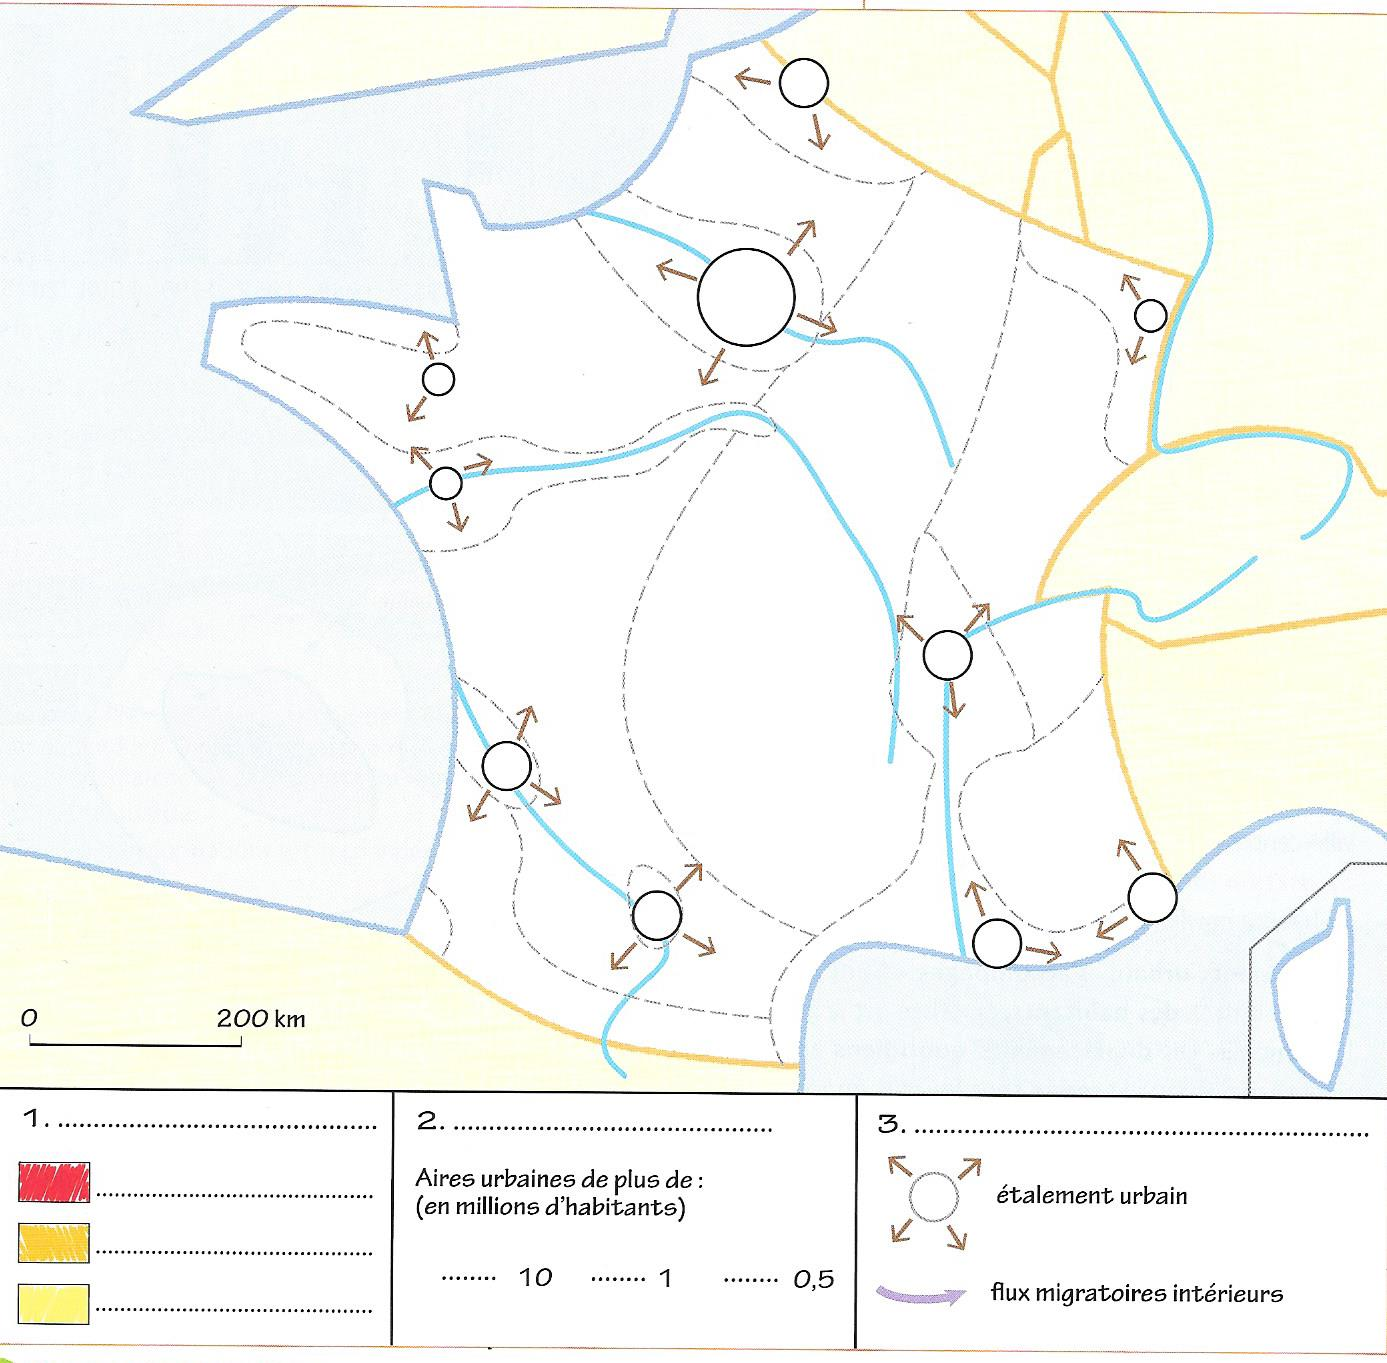 0 200 km
1. ........................................
2. ........................................
3. ............................................................
Aires urbaines de plus de :
(en millions d'habitants)
........ 10 ........ 1 ........ 0,5
étalement urbain
flux migratoires intérieurs